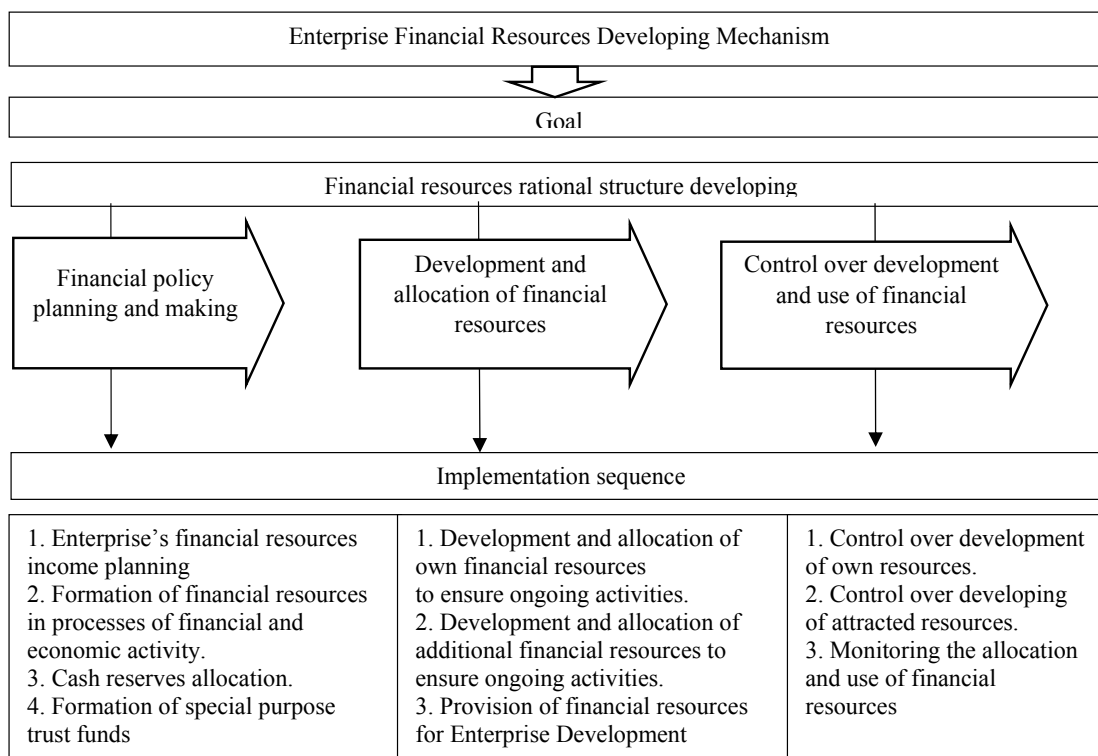 Enterprise Financial Resources Developing Mechanism
Goal
Financial resources rational structure developing
Financial policy
planning and making
Development and
allocation of financial
resources
Control over development
and use of financial
resources
Implementation sequence
1. Enterprise’s financial resources
income planning
2. Formation of financial resources
in processes of financial and
economic activity.
3. Cash reserves allocation.
4. Formation of special purpose
trust funds
1. Development and allocation of
own financial resources
to ensure ongoing activities.
2. Development and allocation of
additional financial resources to
ensure ongoing activities.
3. Provision of financial resources
for Enterprise Development
1. Control over development
of own resources.
2. Control over developing
of attracted resources.
3. Monitoring the allocation
and use of financial
resources